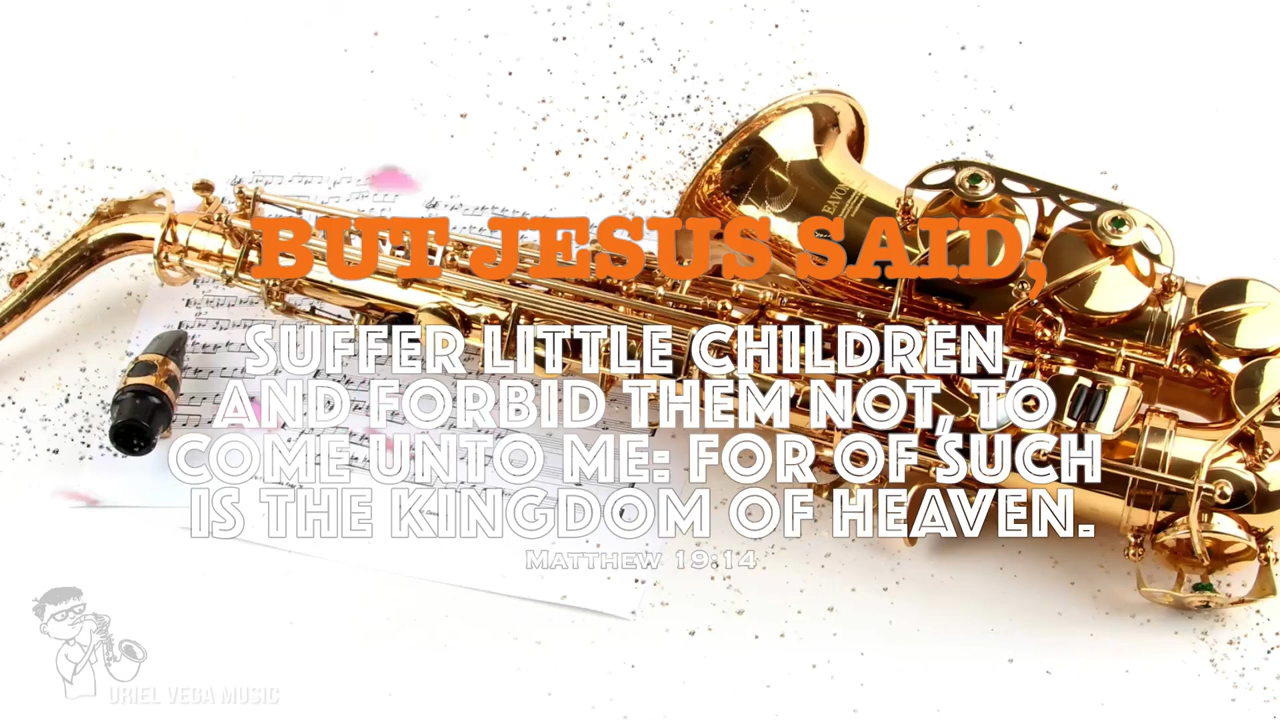 BUT JESUS SAID,
SUFFER LITTLE CHILDREN,
AND FORBID THEM NOT, TO
COME UNTO ME: FOR OF SUCH
IS THE KINGDOM OF HEAVEN.
MATTHEW 19:14
URIEL VEGA MUSIC